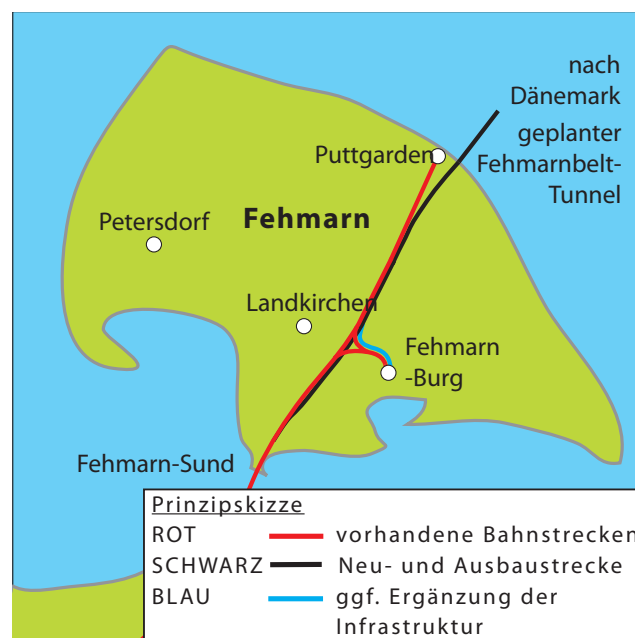 nach
Dänemark
geplanter
Fehmarnbelt-
Tunnel
Puttgarden
Fehmarn
Petersdorf
Landkirchen
Fehmarn
-Burg
Fehmarn-Sund
Prinzipskizze
ROT vorhandene Bahnstrecken
SCHWARZ Neu- und Ausbaustrecke
BLAU ggf. Ergänzung der
Infrastruktur